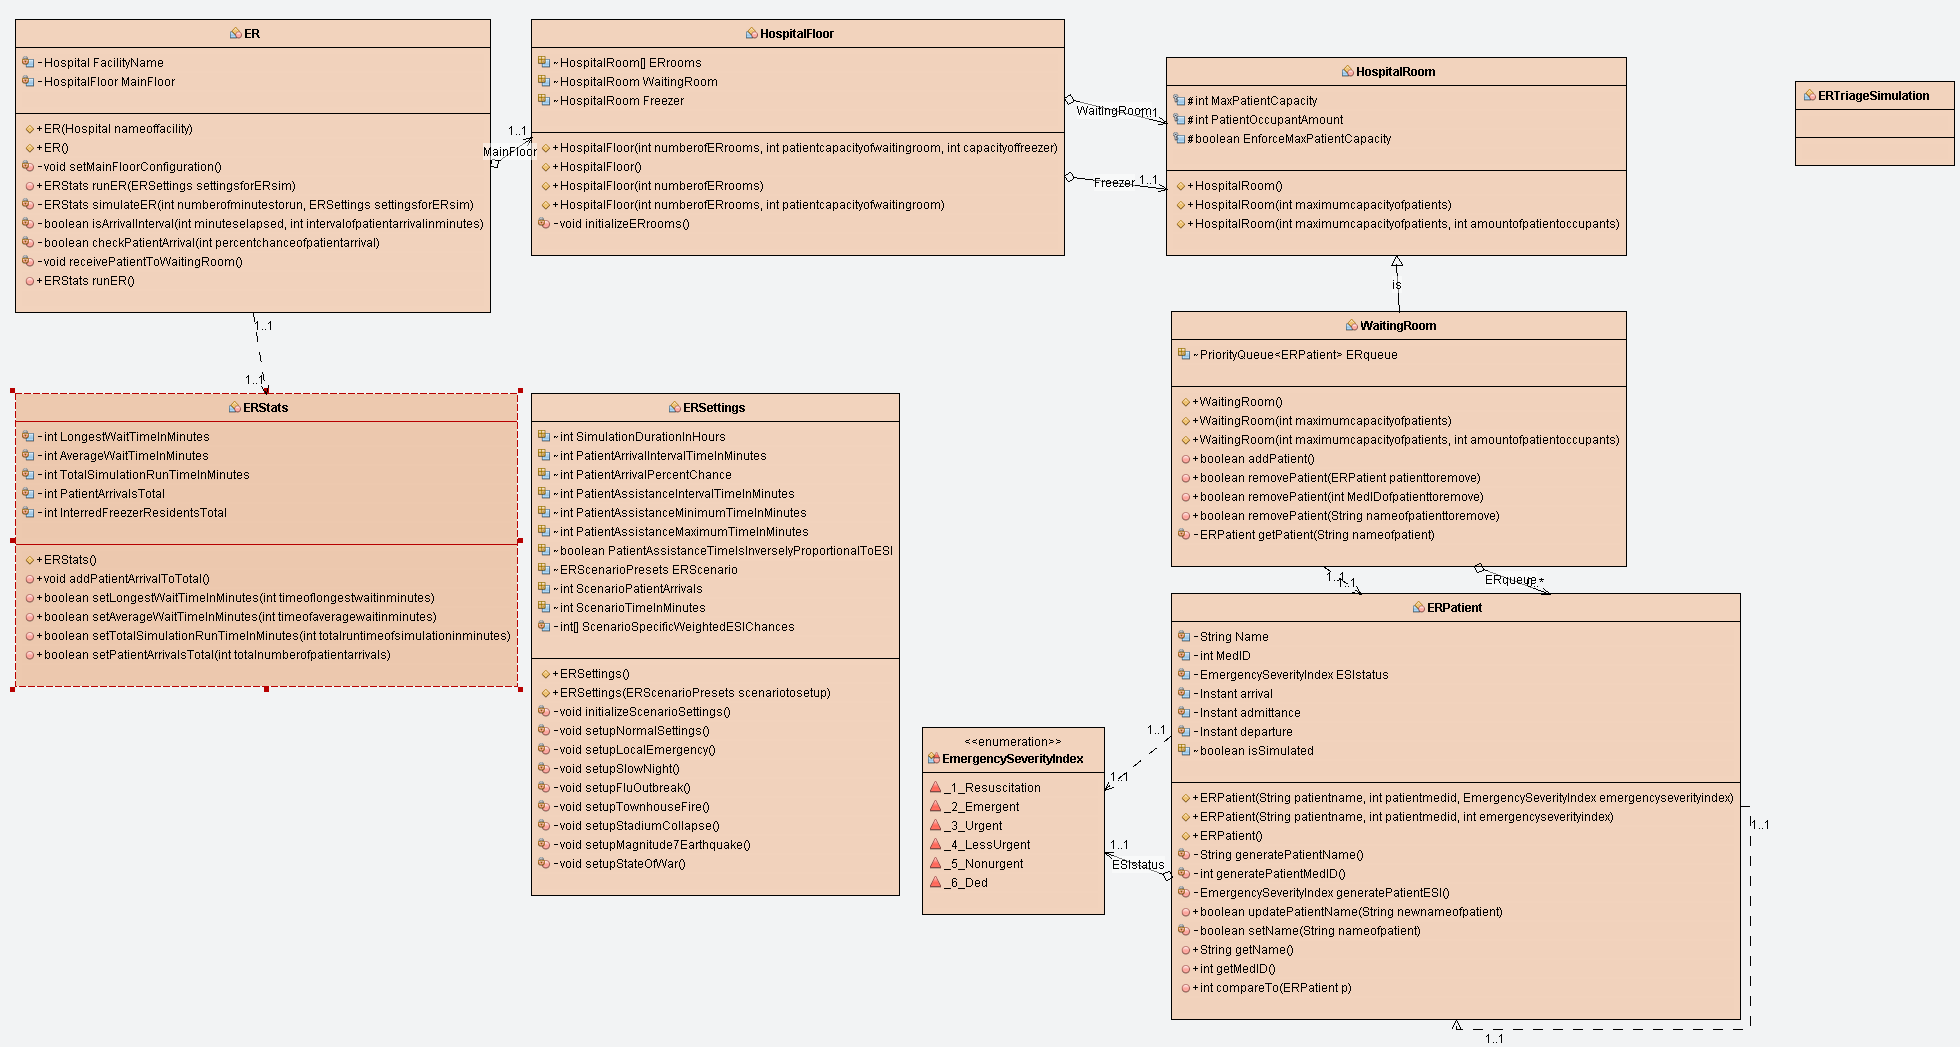 ER
-Hospital FacilityName
-HospitalFloor MainFloor
+ER(Hospital nameoffacility)
+ER()
-void setMainFloorConfiguration()
+ERStats runER(ERSettings settingsforERsim)
-ERStats simulateER(int numberofminutestorun, ERSettings settingsforERsim)
-boolean isArrivalInterval(int minuteselapsed, int intervalofpatientarrivalinminutes)
-boolean checkPatientArrival(int percentchanceofpatientarrival)
-void receivePatientToWaitingRoom()
+ERStats runER()
1..1
MainFloor
HospitalFloor
~HospitalRoom[] ERrooms
~HospitalRoom WaitingRoom
~HospitalRoom Freezer
+HospitalFloor(int numberofERrooms, int patientcapacityofwaitingroom, int capacityoffreezer)
+HospitalFloor()
+HospitalFloor(int numberofERrooms)
+HospitalFloor(int numberofERrooms, int patientcapacityofwaitingroom)
-void initializeERrooms()
WaitingRoom
Freezer
1..1
HospitalRoom
#int MaxPatientCapacity
#int PatientOccupantAmount
#boolean EnforceMaxPatientCapacity
+HospitalRoom()
+HospitalRoom(int maximumcapacityofpatients)
+HospitalRoom(int maximumcapacityofpatients, int amountofpatientoccupants)
ERTriageSimulation
is
1..1
1..1
ERStats
-int LongestWaitTimeInMinutes
-int AverageWaitTimeInMinutes
-int TotalSimulationRunTimeInMinutes
-int PatientArrivalsTotal
-int InterredFreezerResidentsTotal
+ERStats()
+void addPatientArrivalToTotal()
+boolean setLongestWaitTimeInMinutes(int timeoflongestwaitinminutes)
+boolean setAverageWaitTimeInMinutes(int timeofaveragewaitinminutes)
+boolean setTotalSimulationRunTimeInMinutes(int totalruntimeofsimulationinminutes)
+boolean setPatientArrivalsTotal(int totalnumberofpatientarrivals)
ERSettings
~int SimulationDurationInHours
~int PatientArrivalIntervalTimeInMinutes
~int PatientArrivalPercentChance
~int PatientAssistanceIntervalTimeInMinutes
~int PatientAssistanceMinimumTimeInMinutes
~int PatientAssistanceMaximumTimeInMinutes
~boolean PatientAssistanceTimeIsInverselyProportionalToESI
~ERScenarioPresets ERScenario
~int ScenarioPatientArrivals
~int ScenarioTimeInMinutes
-int[] ScenarioSpecificWeightedESIChances
+ERSettings()
+ERSettings(ERScenarioPresets scenariotosetup)
-void initializeScenarioSettings()
-void setupNormalSettings()
-void setupLocalEmergency()
-void setupSlowNight()
-void setupFluOutbreak()
-void setupTownhouseFire()
-void setupStadiumCollapse()
-void setupMagnitude7Earthquake()
-void setupStateOfWar()
WaitingRoom
~PriorityQueue<ERPatient> ERqueue
+WaitingRoom()
+WaitingRoom(int maximumcapacityofpatients)
+WaitingRoom(int maximumcapacityofpatients, int amountofpatientoccupants)
+boolean addPatient()
+boolean removePatient(ERPatient patienttoremove)
+boolean removePatient(int MedIDofpatienttoremove)
+boolean removePatient(String nameofpatienttoremove)
-ERPatient getPatient(String nameofpatient)
1..1
1..1
ERqueue
<<enumeration>>
EmergencySeverityIndex
_1_Resuscitation
_2_Emergent
_3_Urgent
_4_LessUrgent
_5_Nonurgent
_6_Ded
1..1
1..1
1..1
ESIstatus
ERPatient
-String Name
-int MedID
-EmergencySeverityIndex ESIstatus
-Instant arrival
-Instant admittance
-Instant departure
~boolean isSimulated
+ERPatient(String patientname, int patientmedid, EmergencySeverityIndex emergencyseverityindex)
+ERPatient(String patientname, int patientmedid, int emergencyseverityindex)
+ERPatient()
-String generatePatientName()
-int generatePatientMedID()
-EmergencySeverityIndex generatePatientESI()
+boolean updatePatientName(String newnameofpatient)
-boolean setName(String nameofpatient)
+String getName()
+int getMedID()
+int compareTo(ERPatient p)
1..1
1..1